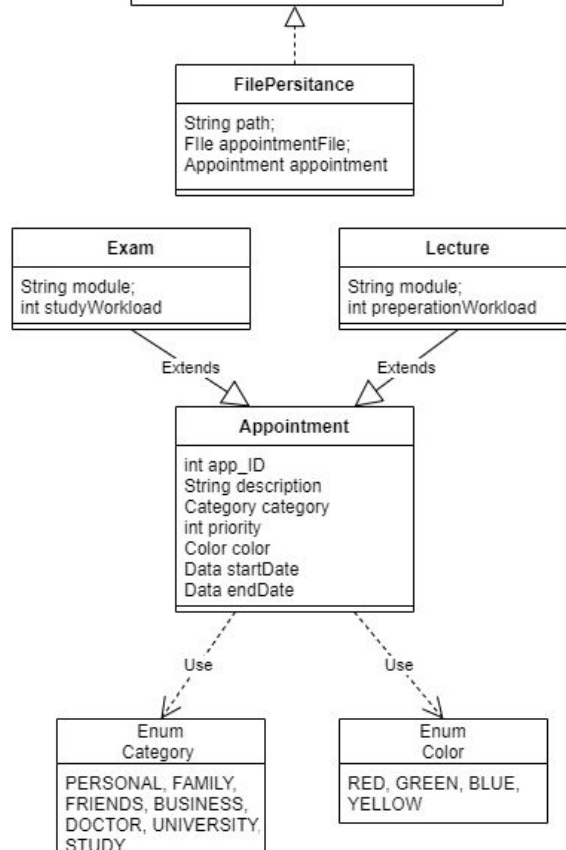 FilePersitance
String path;
FIle appointmentFile;
Appointment appointment
Exam
String module;
int studyWorkload
Lecture
String module;
int preperationWorkload
Extends
Extends
Appointment
int app_ID
String description
Category category
int priority
Color color
Data startDate
Data endDate
Use
Use
Enum
Category
PERSONAL, FAMILY,
FRIENDS, BUSINESS,
DOCTOR, UNIVERSITY,
STUDY
Enum
Color
RED, GREEN, BLUE,
YELLOW